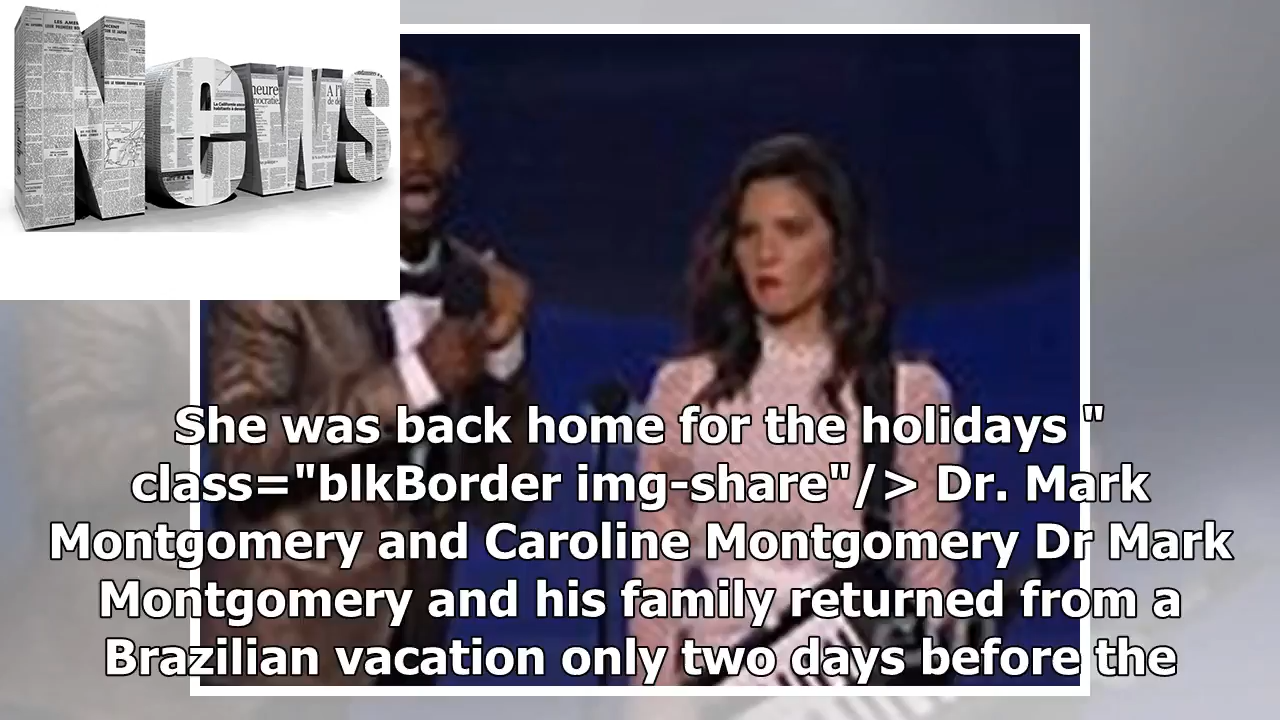 News
She was back home for the holidays "
class="blkBorder img-share"/> Dr. Mark
Montgomery and Caroline Montgomery Dr Mark
Montgomery and his family returned from a
Brazilian vacation only two days before the